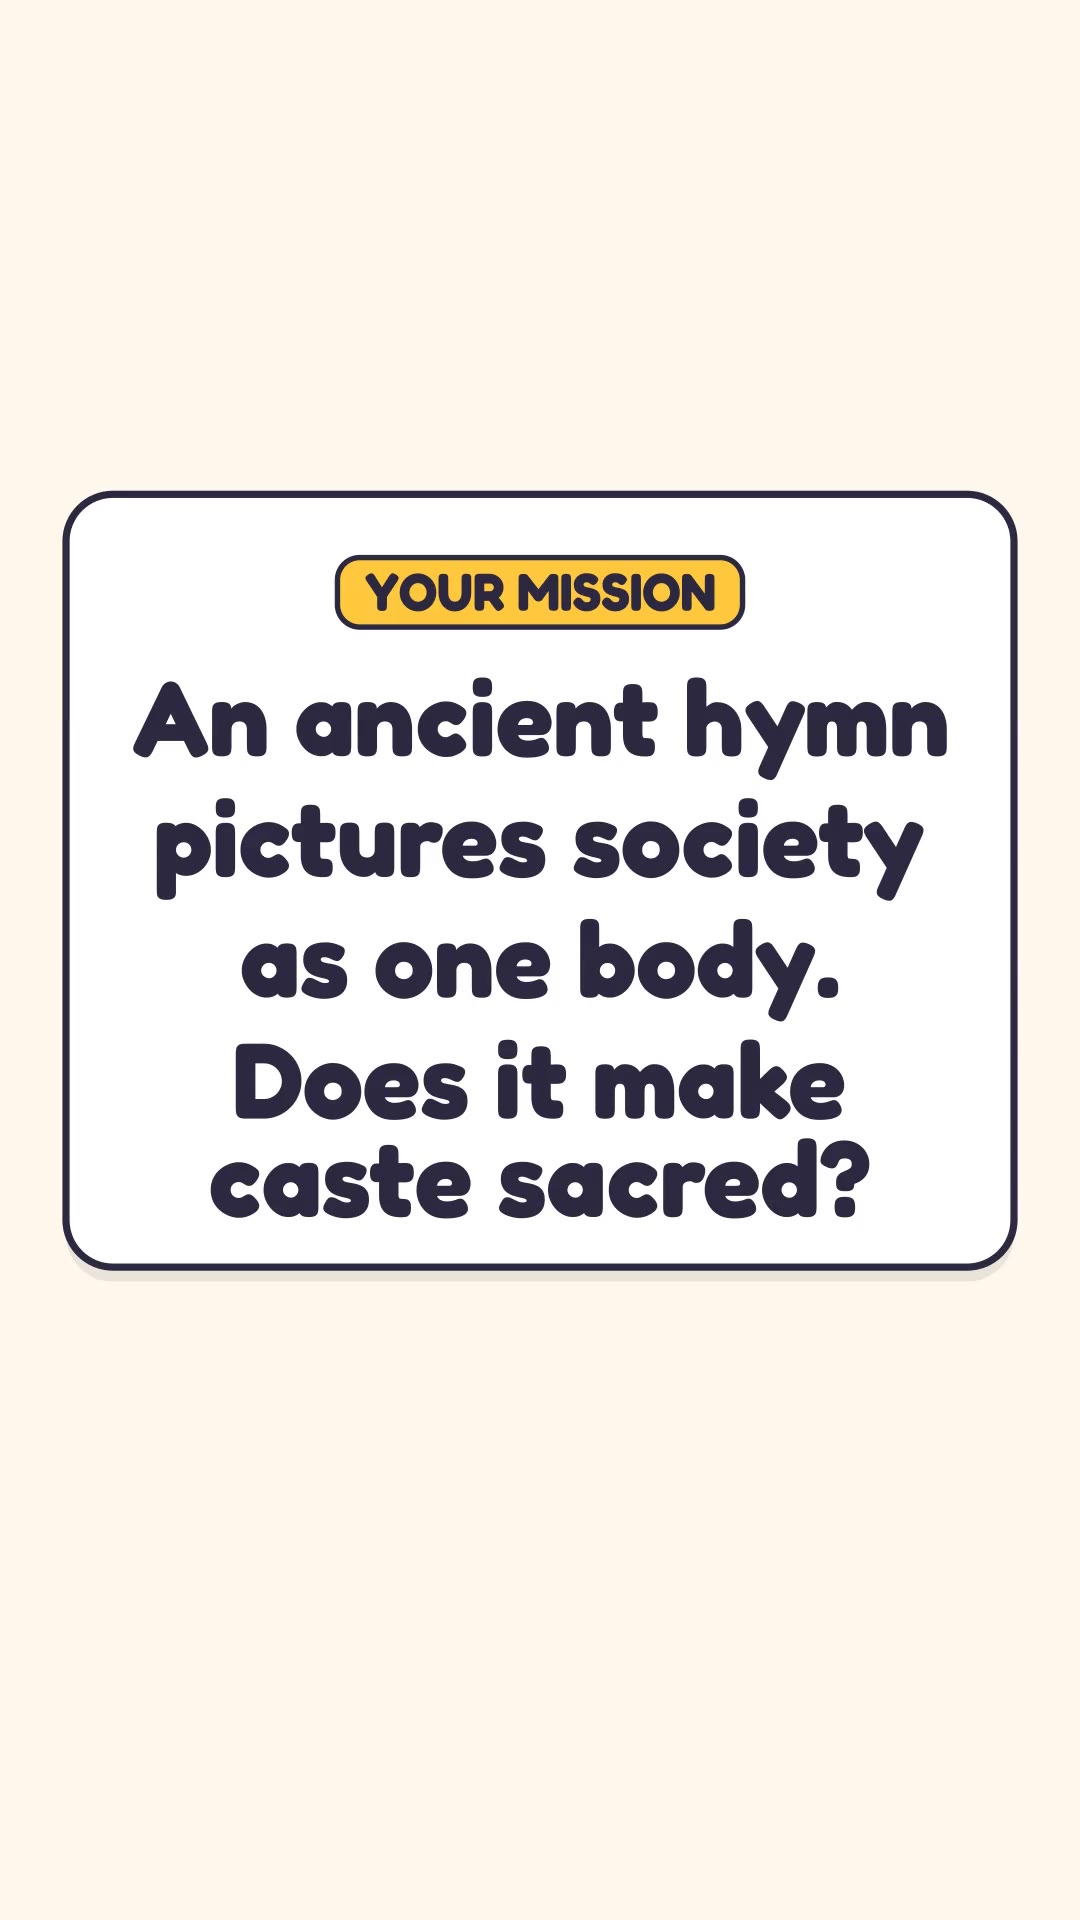 YOUR MISSION
An ancient hymn
pictures society
as one body.
Does it make
caste sacred?